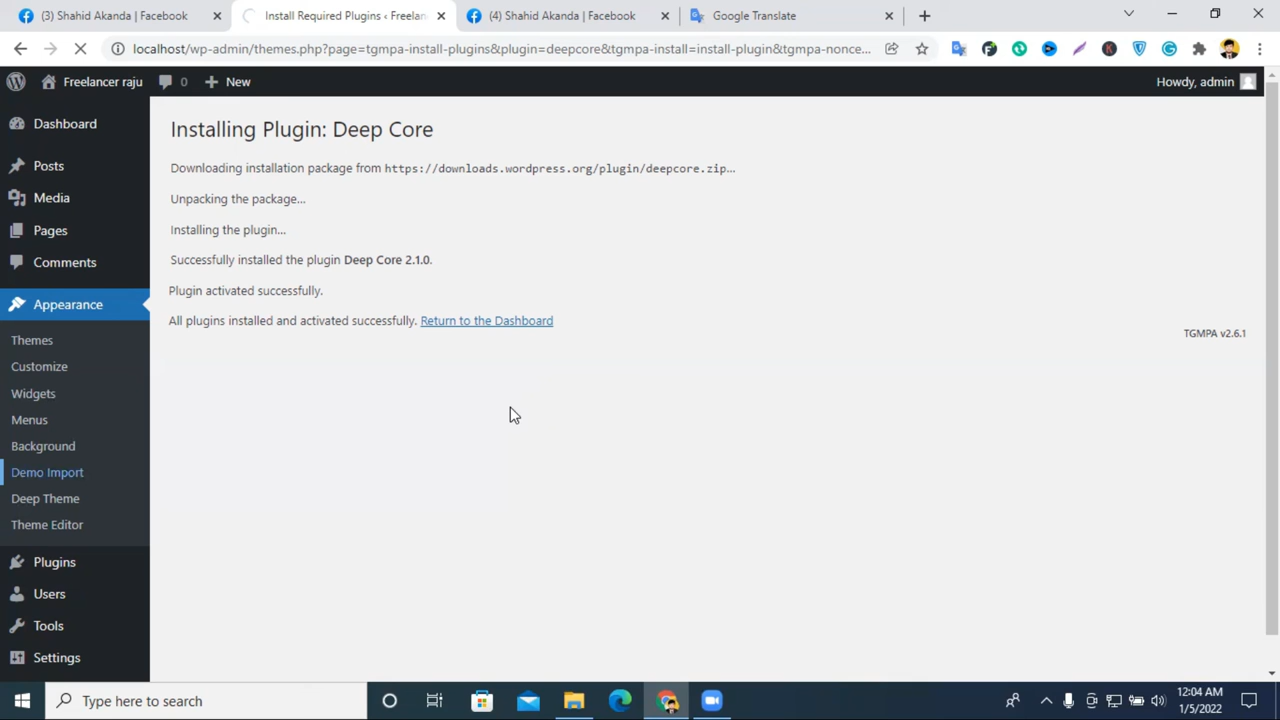 (3) Shahid Akanda | Facebook
Install Required Plugins ‹ Freelan
(4) Shahid Akanda | Facebook
Google Translate
localhost/wp-admin/themes.php?page=tgmpa-install-plugins&plugin=deepcore&tgmpa-install=install-plugin&tgmpa-nonce...
Freelancer raju
0
New
Howdy, admin
Dashboard
Posts
Media
Pages
Comments
Appearance
Themes
Customize
Widgets
Menus
Background
Demo Import
Deep Theme
Theme Editor
Plugins
Users
Tools
Settings
Installing Plugin: Deep Core
Downloading installation package from https://downloads.wordpress.org/plugin/deepcore.zip…
Unpacking the package…
Installing the plugin…
Successfully installed the plugin Deep Core 2.1.0.
Plugin activated successfully.
All plugins installed and activated successfully. Return to the Dashboard
TGMPA v2.6.1
Type here to search
12:04 AM
1/5/2022